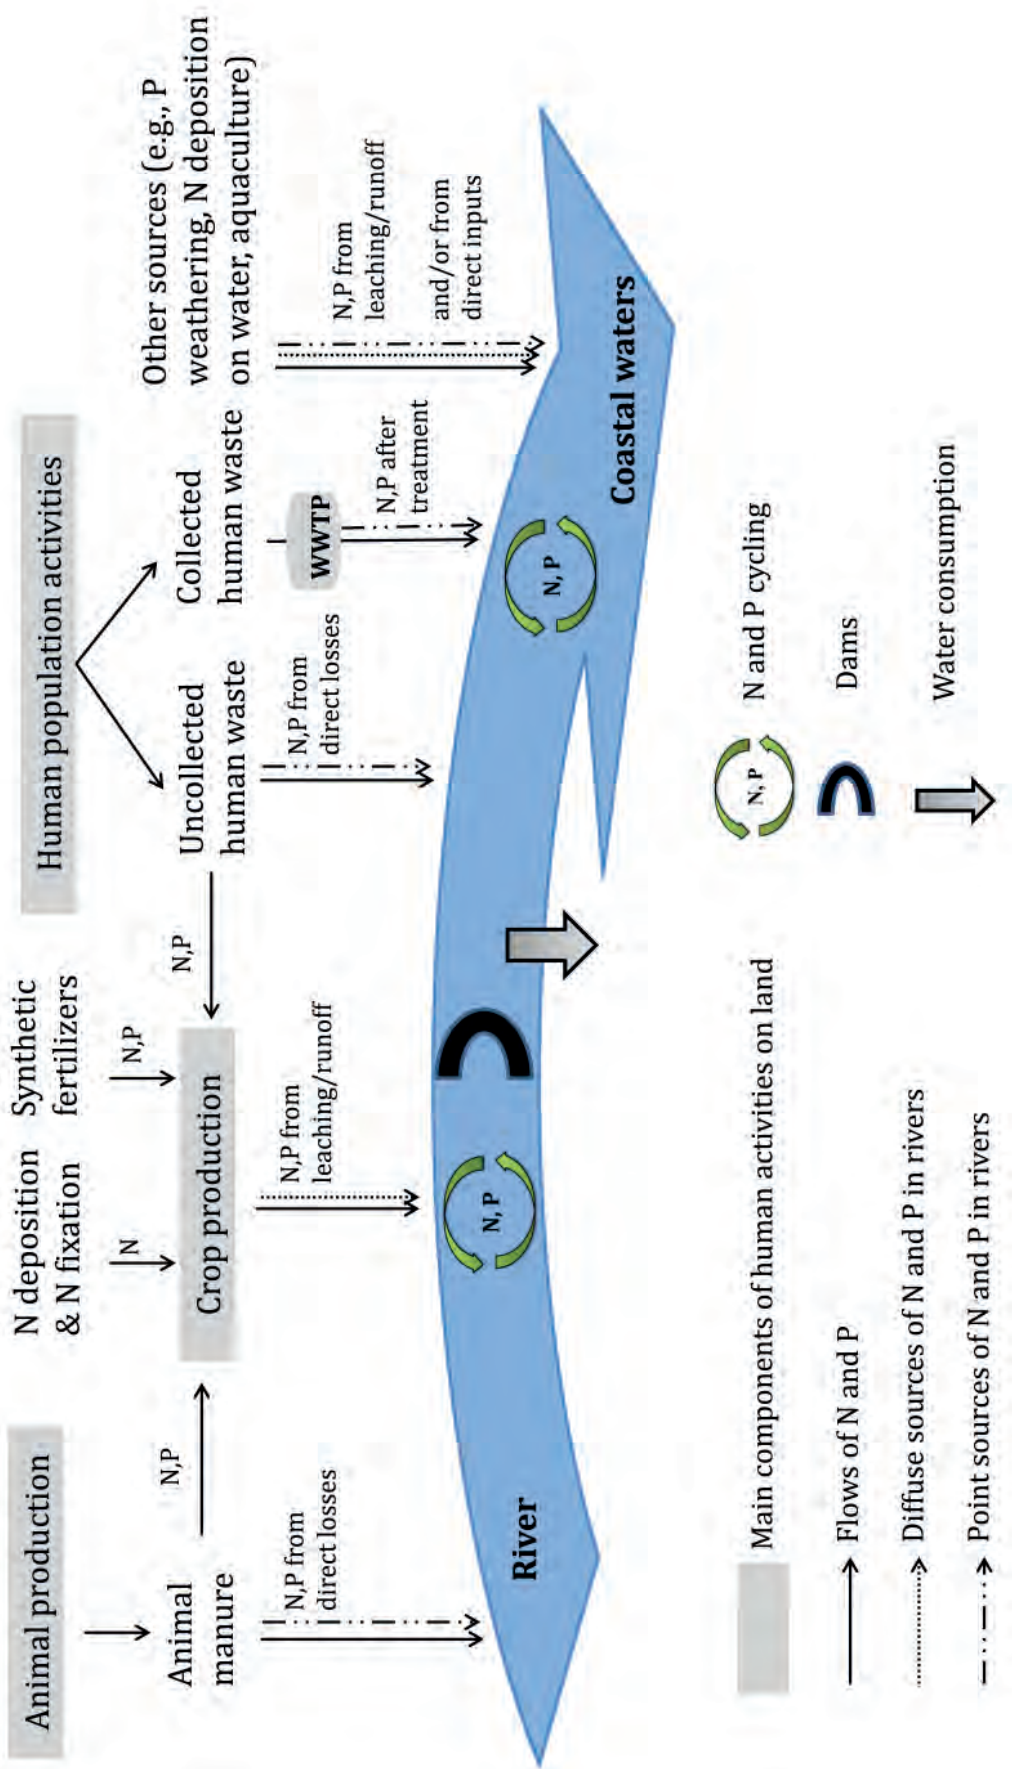 Animal production
N deposition
& N fixation
Synthetic
fertilizers
Human population activities
Other sources (e.g., P
weathering, N deposition
on water, aquaculture)
N
N,P
N,P
N,P
Animal
manure
Crop production
Uncollected
human waste
Collected
human waste
WWTP
N,P from
direct losses
N,P from
leaching/runoff
N,P from
direct losses
N,P after
treatment
N,P from
leaching/runoff
and/or from
direct inputs
River
N, P
N, P
Coastal waters
Main components of human activities on land
Flows of N and P
Diffuse sources of N and P in rivers
Point sources of N and P in rivers
N, P
N and P cycling
Dams
Water consumption